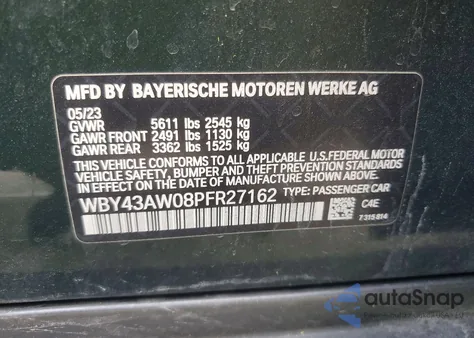 MFD BY BAYERISCHE MOTOREN WERKE AG
05/23
GVWR 5611 lbs 2545 kg
GAWR FRONT 2491 lbs 1130 kg
GAWR REAR 3362 lbs 1525 kg
THIS VEHICLE CONFORMS TO ALL APPLICABLE U.S.FEDERAL MOTOR
VEHICLE SAFETY, BUMPER, AND THEFT PREVENTION STANDARDS
IN EFFECT ON THE DATE OF MANUFACTURE SHOWN ABOVE.
WBY43AW08PFR27162 TYPE: PASSENGER CAR
C4E
7315814
autoSnap